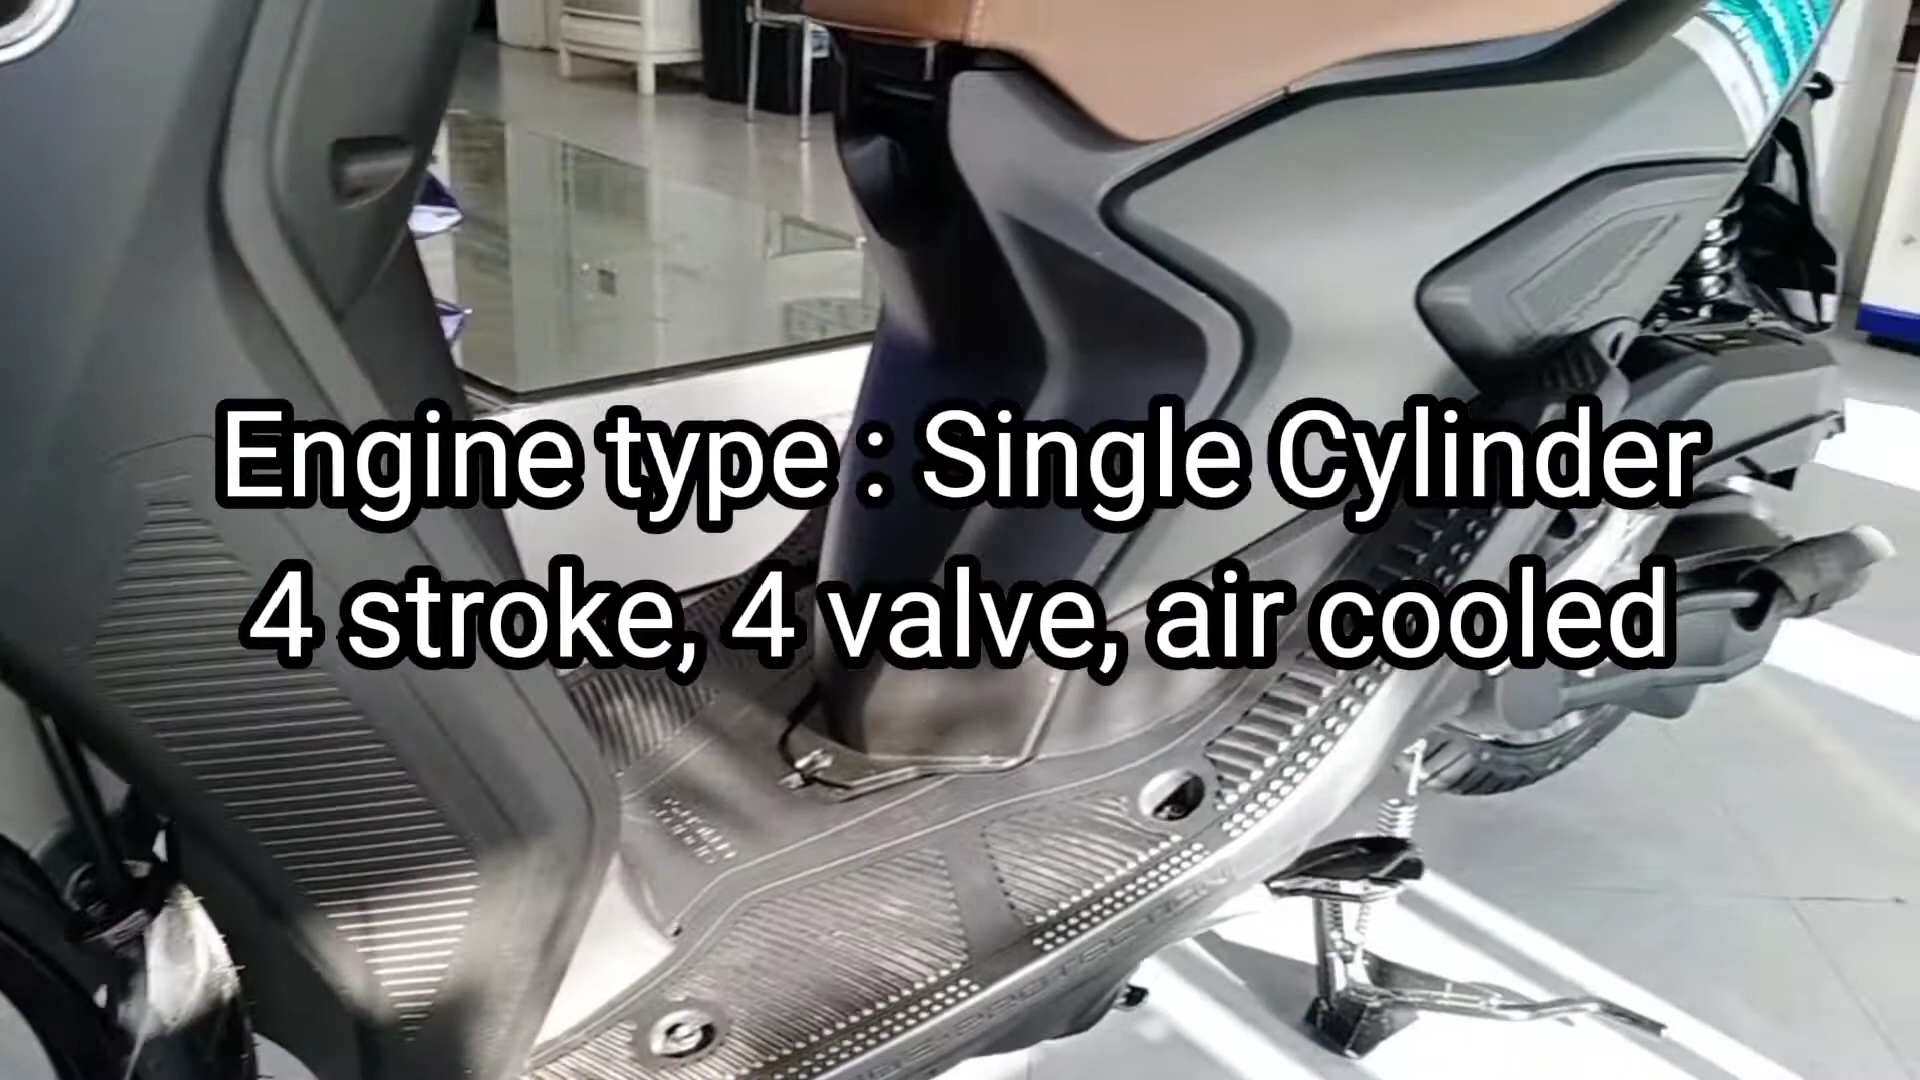 Engine type : Single Cylinder
4 stroke, 4 valve, air cooled